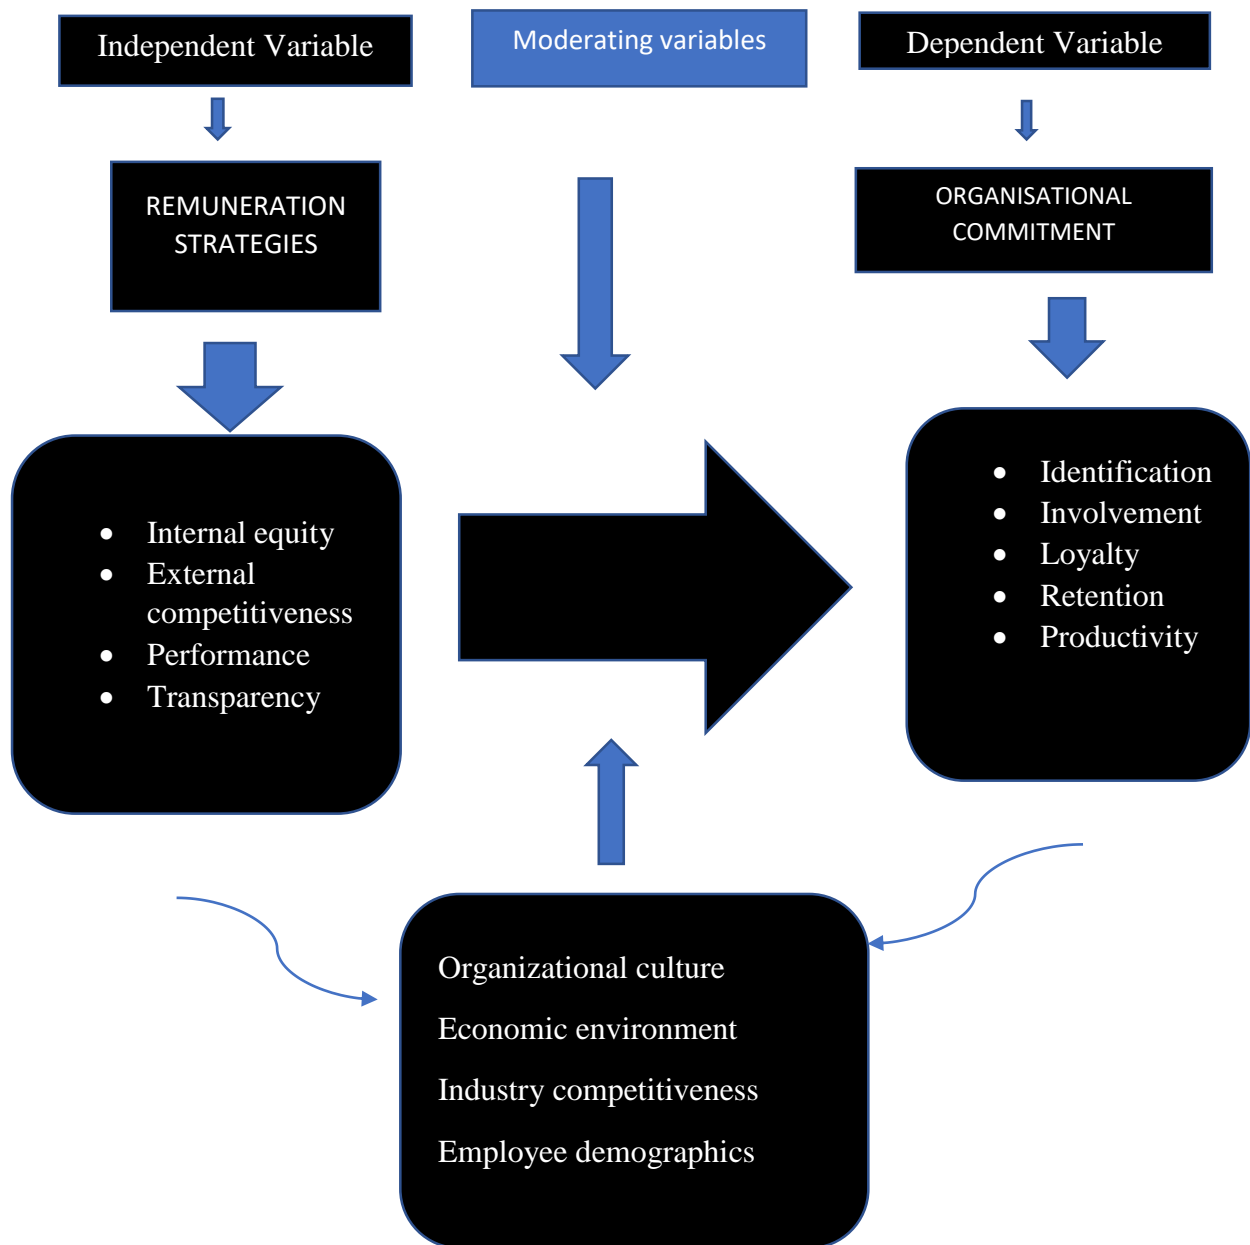 Independent Variable
Moderating variables
Dependent Variable
REMUNERATION
STRATEGIES
ORGANISATIONAL
COMMITMENT
• Internal equity
• External
competitiveness
• Performance
• Transparency
• Identification
• Involvement
• Loyalty
• Retention
• Productivity
Organizational culture
Economic environment
Industry competitiveness
Employee demographics